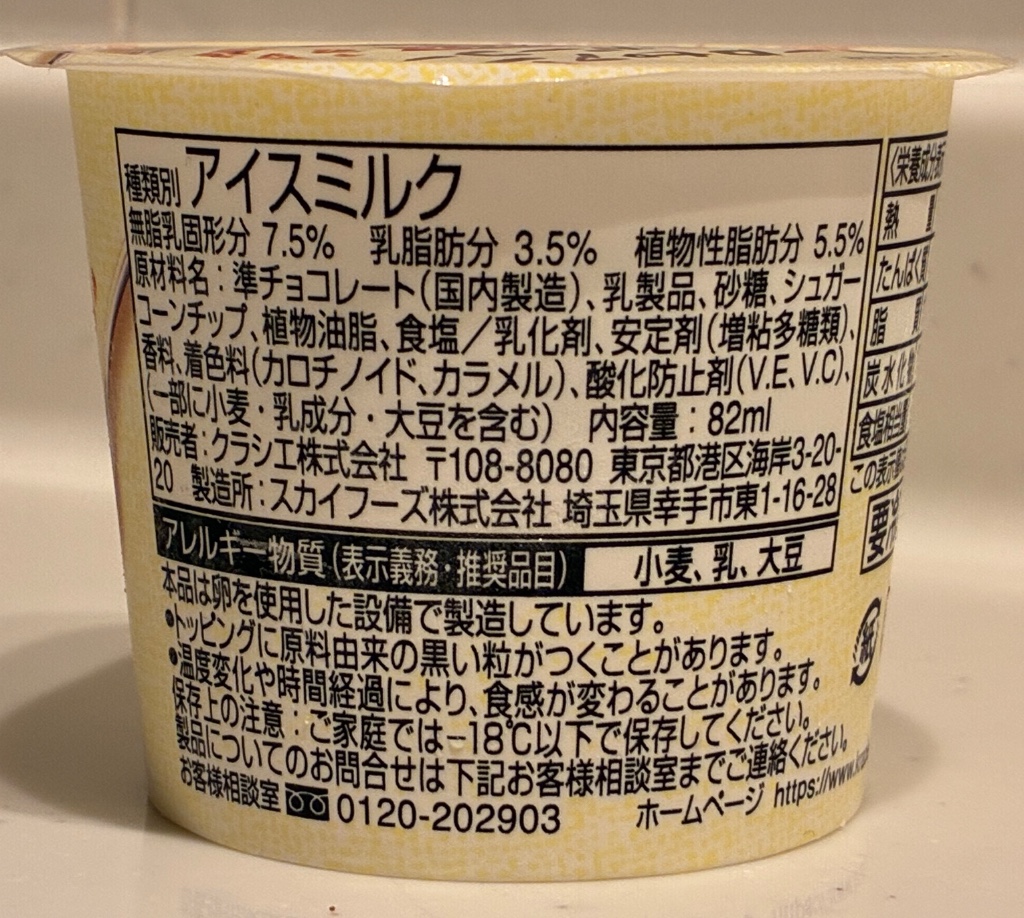 種類別 アイスミルク
無脂乳固形分 7.5% 乳脂肪分 3.5% 植物性脂肪分 5.5%
原材料名：準チョコレート(国内製造)、乳製品、砂糖、シュガー
コーンチップ、植物油脂、食塩／乳化剤、安定剤(増粘多糖類)、
香料、着色料(カロチノイド、カラメル)、酸化防止剤(V.E、V.C)、
(一部に小麦・乳成分・大豆を含む) 内容量：82ml
販売者：クラシエ株式会社 〒108-8080 東京都港区海岸3-20-
20 製造所：スカイフーズ株式会社 埼玉県幸手市東1-16-28
アレルギー物質(表示義務・推奨品目) 小麦、乳、大豆
本品は卵を使用した設備で製造しています。
●トッピングに原料由来の黒い粒がつくことがあります。
●温度変化や時間経過により、食感が変わることがあります。
保存上の注意：ご家庭では−18℃以下で保存してください。
製品についてのお問合せは下記お客様相談室までご連絡ください。
お客様相談室 0120-202903 ホームページ https://www.
〈栄養成分表示
熱 量
たんぱく質
脂 質
炭水化物
食塩相当量
この表示値
要冷
紙